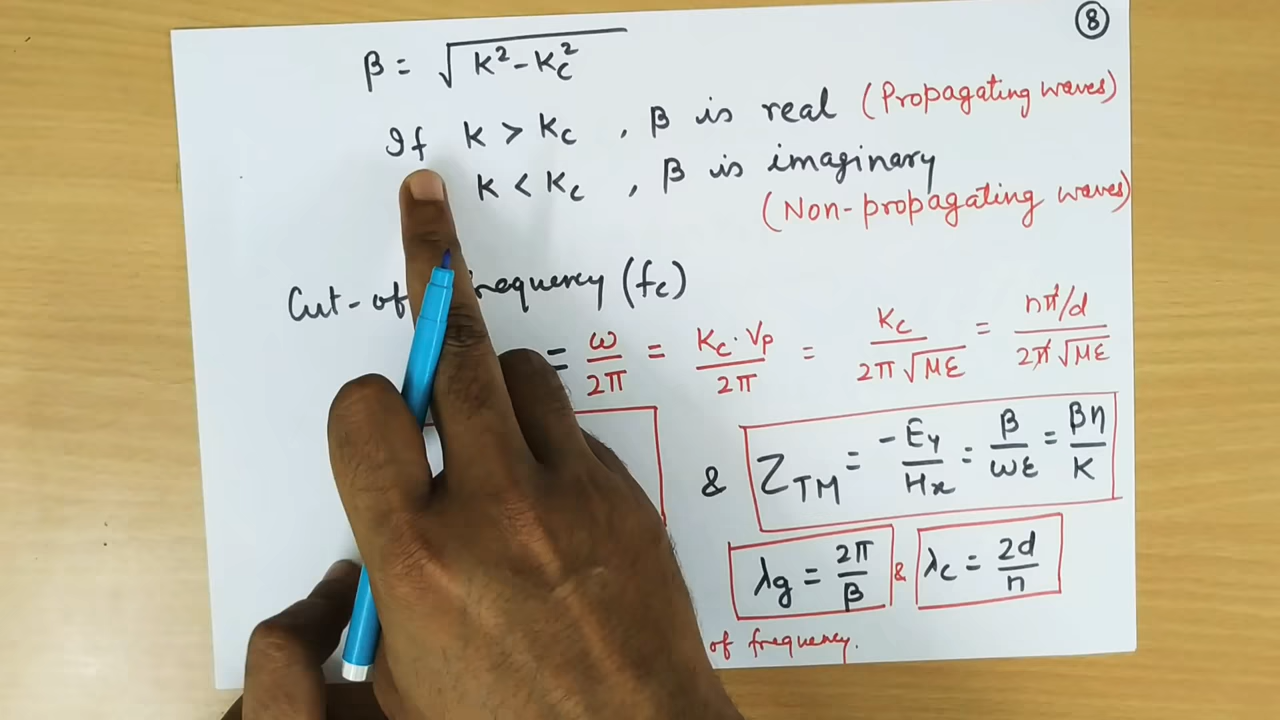 8
β = √(k² - kc²)
If k > kc , β is real (Propagating waves)
k < kc , β is imaginary
(Non-propagating waves)
Cut-of frequency (fc)
= ω/2π = kc·Vp/2π = kc/2π√με = nπ/d/2π√με
& ZTM = -Ey/Hx = β/ωε = βη/k
λg = 2π/β & λc = 2d/n
of frequency.